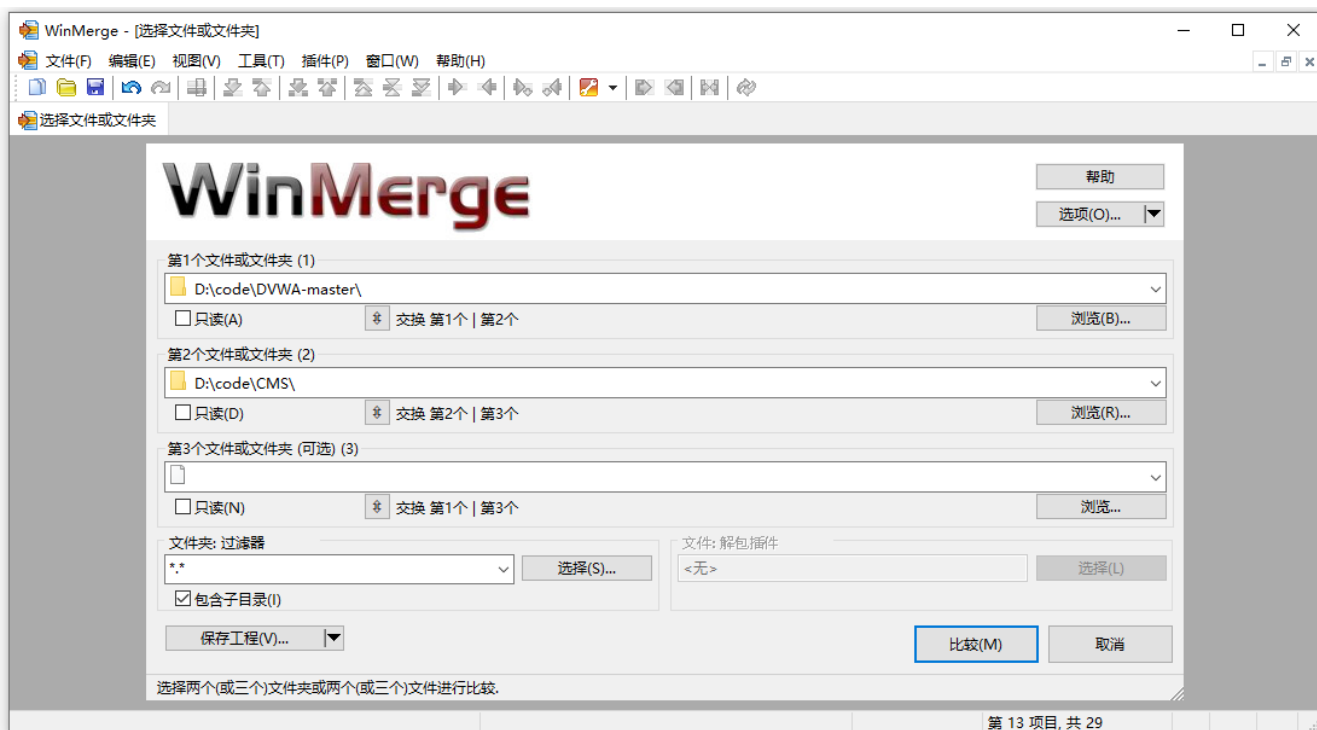 WinMerge - [选择文件或文件夹]
文件(F) 编辑(E) 视图(V) 工具(T) 插件(P) 窗口(W) 帮助(H)
选择文件或文件夹
WinMerge
帮助
选项(O)...
第1个文件或文件夹 (1)
D:\code\DVWA-master\
只读(A) 交换 第1个 | 第2个 浏览(B)...
第2个文件或文件夹 (2)
D:\code\CMS\
只读(D) 交换 第2个 | 第3个 浏览(R)...
第3个文件或文件夹 (可选) (3)
只读(N) 交换 第1个 | 第3个 浏览...
文件夹: 过滤器 文件: 解包插件
*.* 选择(S)... <无> 选择(L)
包含子目录(I)
保存工程(V)... 比较(M) 取消
选择两个(或三个)文件夹或两个(或三个)文件进行比较.
第 13 项目, 共 29